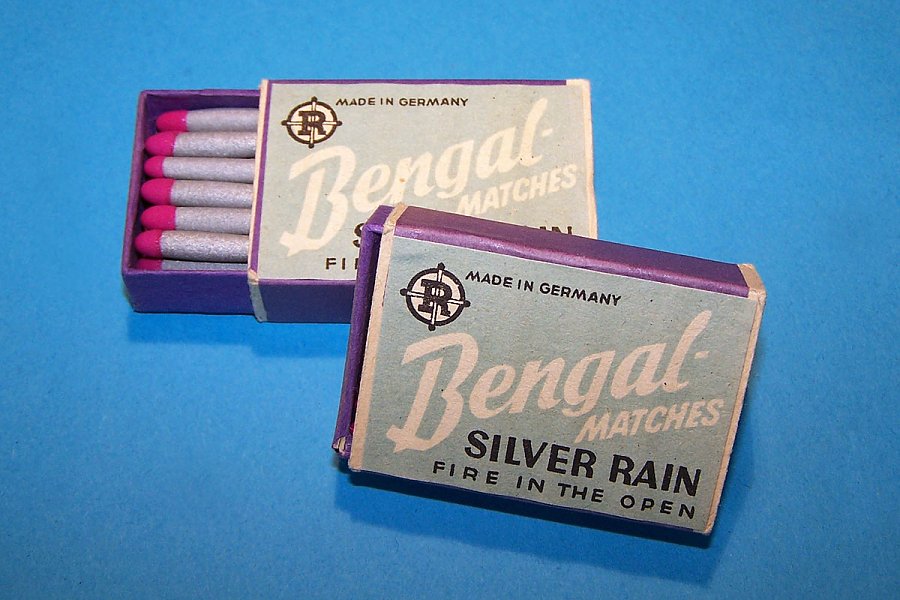 R
MADE IN GERMANY
Bengal-
MATCHES
R
MADE IN GERMANY
Bengal-
MATCHES
SILVER RAIN
FIRE IN THE OPEN